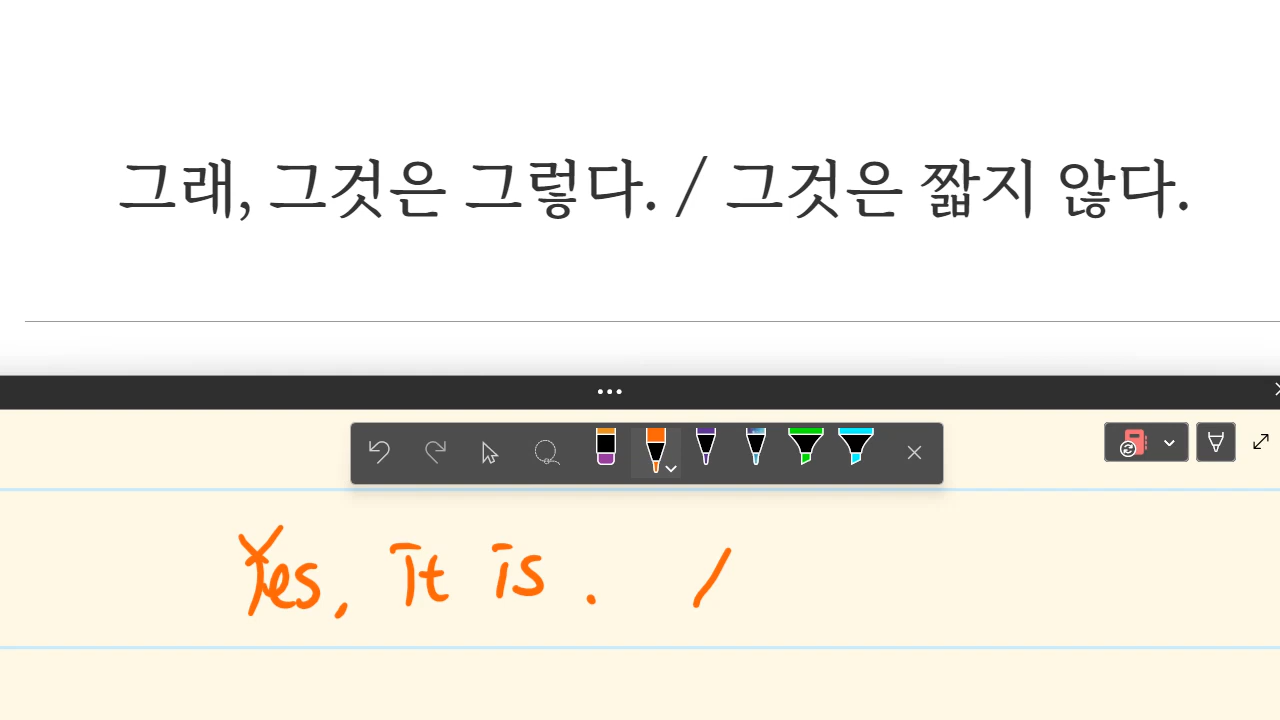 그래, 그것은 그렇다. / 그것은 짧지 않다.
Yes, it is. /